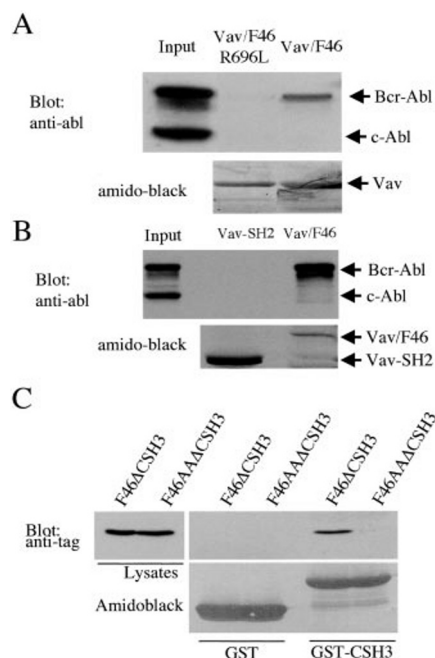 A
Input
Vav/F46
R696L
Vav/F46
Blot:
anti-abl
Bcr-Abl
c-Abl
amido-black
Vav
B
Input
Vav-SH2
Vav/F46
Blot:
anti-abl
Bcr-Abl
c-Abl
amido-black
Vav/F46
Vav-SH2
C
F46ΔCSH3
F46AAΔCSH3
F46ΔCSH3
F46AAΔCSH3
F46ΔCSH3
F46AAΔCSH3
Blot:
anti-tag
Lysates
Amidoblack
GST
GST-CSH3